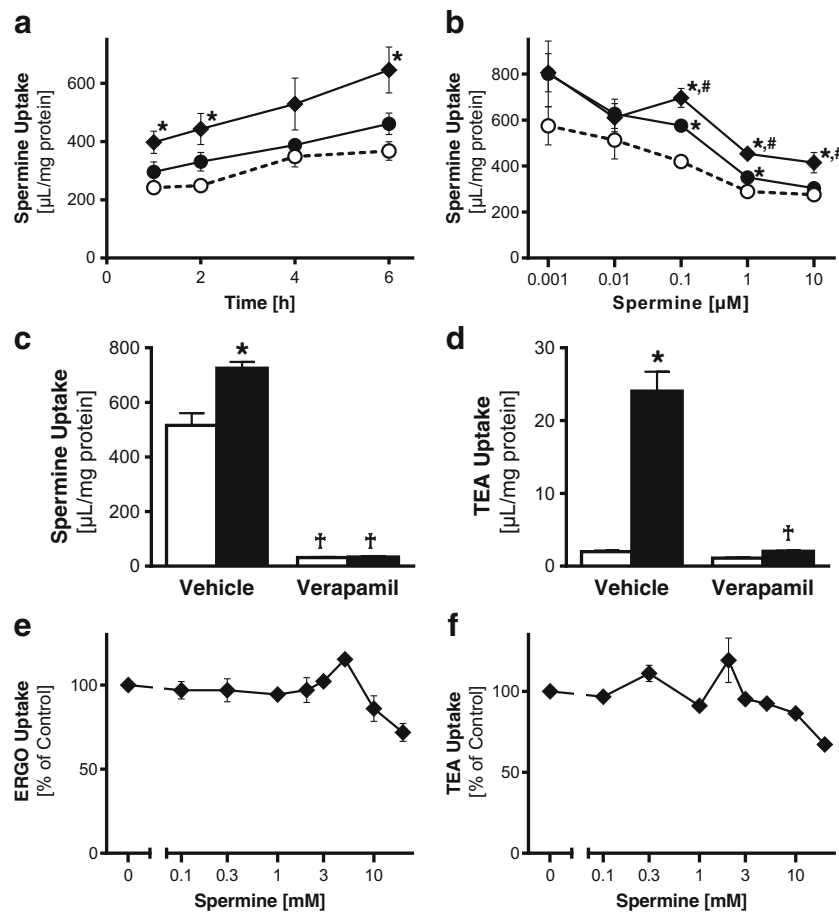 a
Spermine Uptake
[µL/mg protein]
600
400
200
0
0
2
4
6
Time [h]
*
*
*
b
Spermine Uptake
[µL/mg protein]
800
600
400
200
0
0.001
0.01
0.1
1
10
Spermine [µM]
*,#
*
*,#
*
*,#
c
Spermine Uptake
[µL/mg protein]
800
600
400
200
0
*
†
†
Vehicle
Verapamil
d
TEA Uptake
[µL/mg protein]
30
20
10
0
*
†
Vehicle
Verapamil
e
ERGO Uptake
[% of Control]
100
50
0
0
0.1
0.3
1
3
10
Spermine [mM]
f
TEA Uptake
[% of Control]
100
50
0
0
0.1
0.3
1
3
10
Spermine [mM]